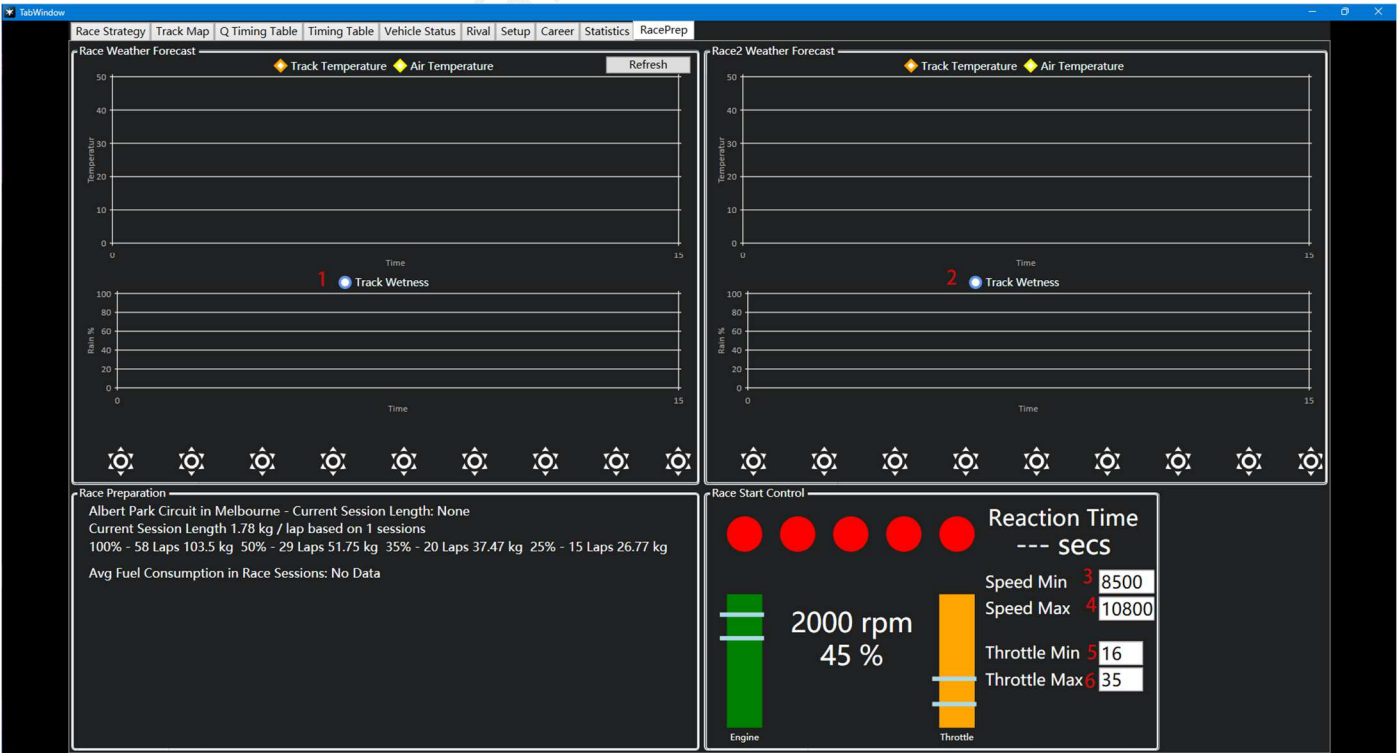 TabWindow
Race Strategy Track Map Q Timing Table Timing Table Vehicle Status Rival Setup Career Statistics RacePrep
Race Weather Forecast
Track Temperature Air Temperature
Refresh
50
40
30
20
10
0
Temperatur
0 15
Time
1 Track Wetness
100
80
60
40
20
0
Rain %
0 15
Time
Race2 Weather Forecast
Track Temperature Air Temperature
50
40
30
20
10
0
Temperatur
0 15
Time
2 Track Wetness
100
80
60
40
20
0
Rain %
0 15
Time
Race Preparation
Albert Park Circuit in Melbourne - Current Session Length: None
Current Session Length 1.78 kg / lap based on 1 sessions
100% - 58 Laps 103.5 kg 50% - 29 Laps 51.75 kg 35% - 20 Laps 37.47 kg 25% - 15 Laps 26.77 kg
Avg Fuel Consumption in Race Sessions: No Data
Race Start Control
Reaction Time
--- secs
Speed Min 3 8500
Speed Max 4 10800
2000 rpm
45 %
Throttle Min 5 16
Throttle Max 6 35
Engine
Throttle